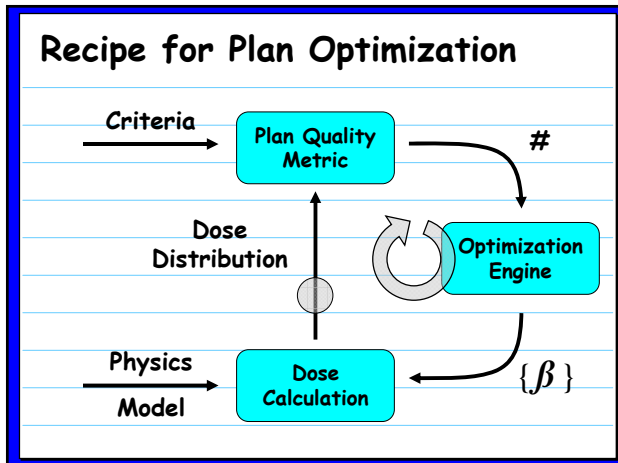 Recipe for Plan Optimization
Criteria
Plan Quality
Metric
#
Dose
Distribution
Optimization
Engine
Physics
Model
Dose
Calculation
{β}